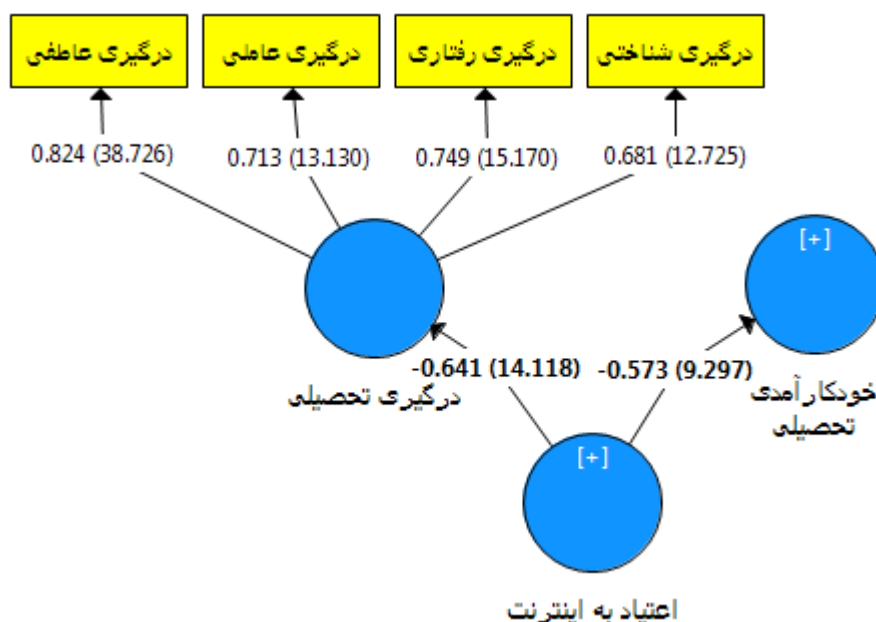 درگیری شناختی
درگیری رفتاری
درگیری عاملی
درگیری عاطفی
0.824 (38.726)
0.713 (13.130)
0.749 (15.170)
0.681 (12.725)
[+]
-0.641 (14.118)
-0.573 (9.297)
درگیری تحصیلی
خودکارآمدی
تحصیلی
[+]
اعتیاد به اینترنت